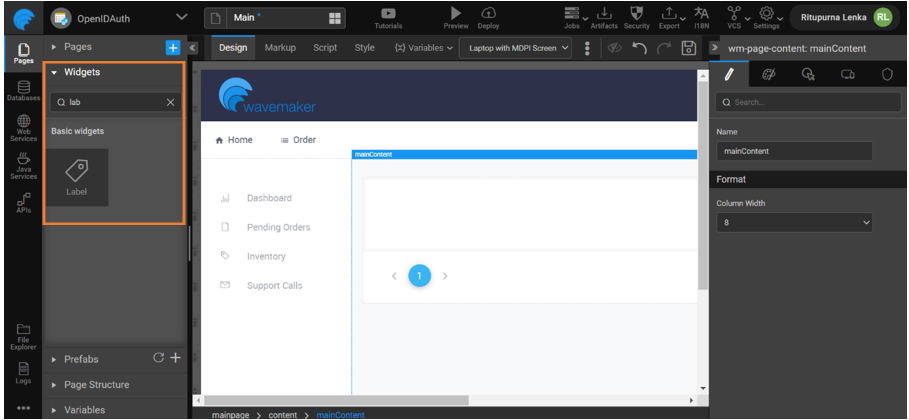 OpenIDAuth
Main *
Tutorials
Preview
Deploy
Jobs
Artifacts
Security
Export
I18N
VCS
Settings
Ritupurna Lenka
RL
Pages
Databases
Web
Services
Java
Services
APIs
File
Explorer
Logs
Pages
Widgets
lab
Basic widgets
Label
Prefabs
Page Structure
Variables
Design
Markup
Script
Style
{x} Variables
Laptop with MDPI Screen
wavemaker
Home
Order
mainContent
Dashboard
Pending Orders
Inventory
Support Calls
1
mainpage > content > mainContent
wm-page-content: mainContent
Search...
Name
mainContent
Format
Column Width
8